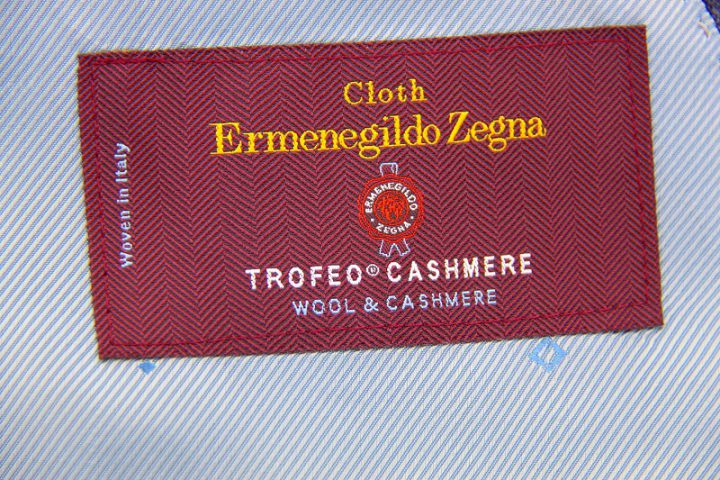 Cloth
Ermenegildo Zegna
Woven in Italy
ERMENEGILDO
ZEGNA
TROFEO® CASHMERE
WOOL & CASHMERE